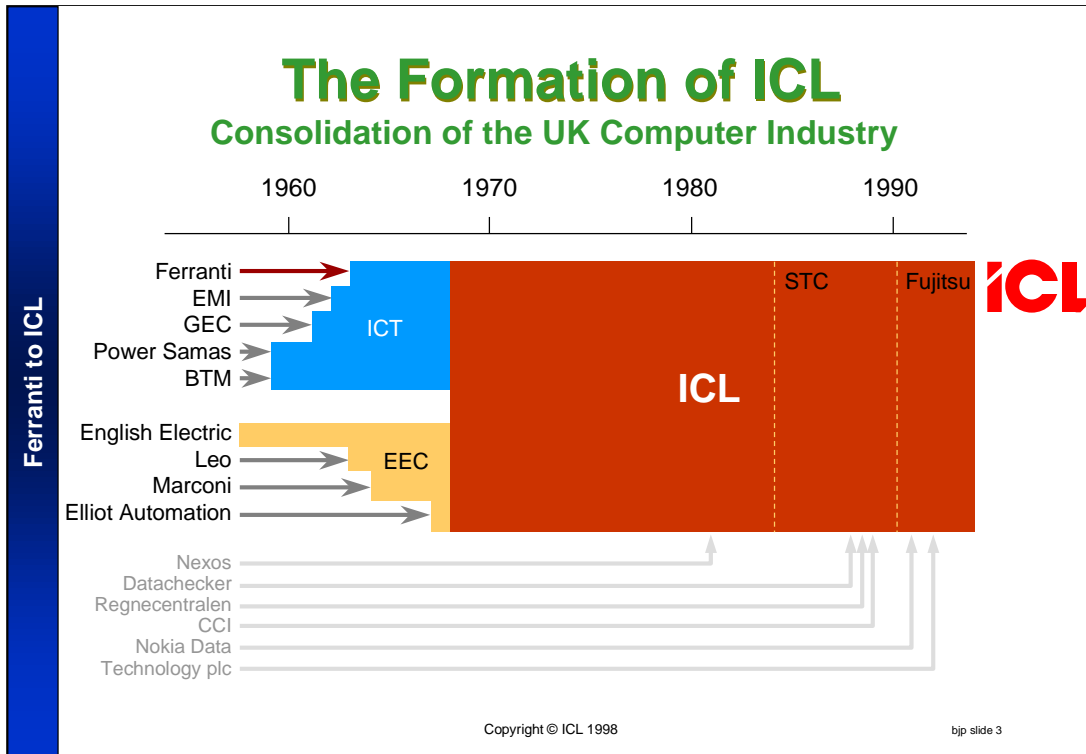 The Formation of ICL
Consolidation of the UK Computer Industry
1960 1970 1980 1990
Ferranti
EMI
GEC
Power Samas
BTM
ICT
English Electric
Leo
Marconi
Elliot Automation
EEC
ICL
STC
Fujitsu
ICL
Nexos
Datachecker
Regnecentralen
CCI
Nokia Data
Technology plc
Ferranti to ICL
Copyright © ICL 1998
bjp slide 3